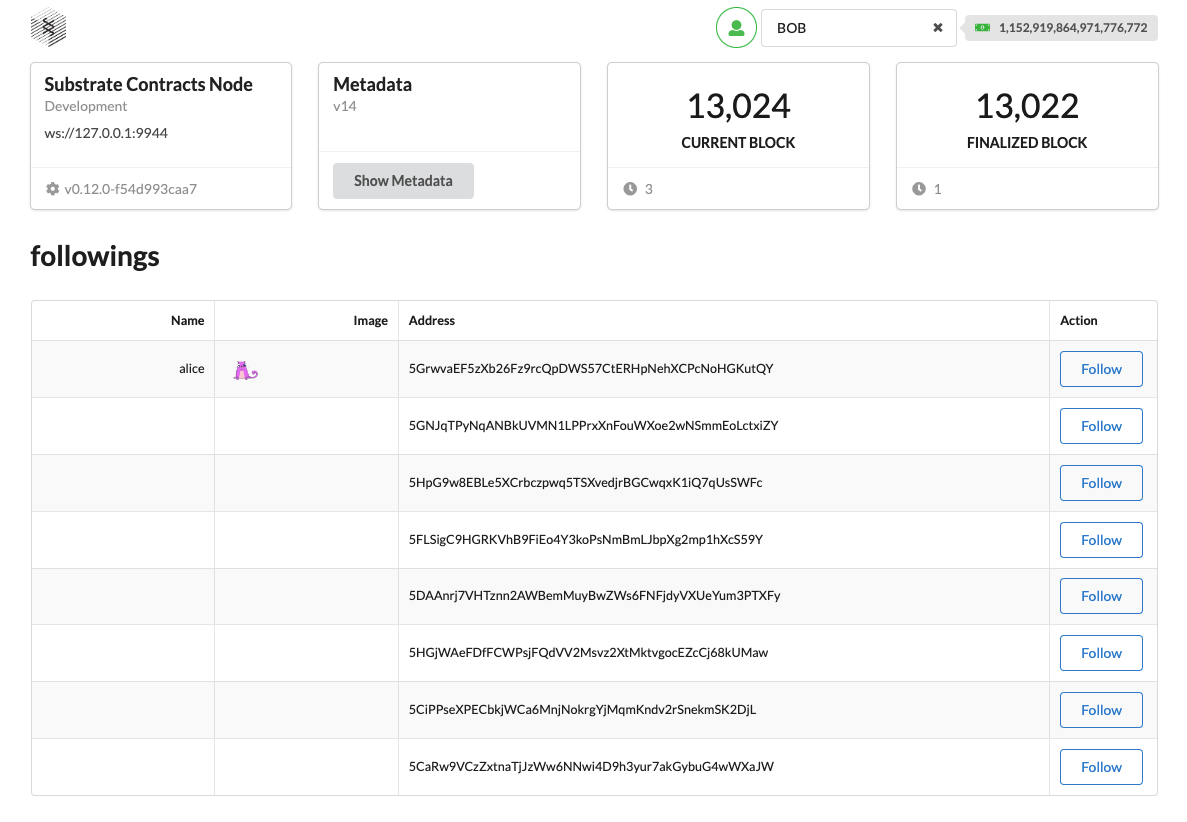 BOB
1,152,919,864,971,776,772
Substrate Contracts Node
Development
ws://127.0.0.1:9944
v0.12.0-f54d993caa7
Metadata
v14
Show Metadata
13,024
CURRENT BLOCK
3
13,022
FINALIZED BLOCK
1
followings
Name Image Address Action
alice 5GrwvaEF5zXb26Fz9rcQpDWS57CtERHpNehXCPcNoHGKutQY Follow
5GNJqTPyNqANBkUVMN1LPPrxXnFouWXoe2wNSmmEoLctxiZY Follow
5HpG9w8EBLe5XCrbczpwq5TSXvedjrBGCwqxK1iQ7qUsSWFc Follow
5FLSigC9HGRKVhB9FiEo4Y3koPsNmBmLJbpXg2mp1hXcS59Y Follow
5DAAnrj7VHTznn2AWBemMuyBwZWs6FNFjdyVXUeYum3PTXFy Follow
5HGjWAeFDfFCWPsjFQdVV2Msvz2XtMktvgocEZcCj68kUMaw Follow
5CiPPseXPECbkjWCa6MnjNokrgYjMqmKndv2rSnekmSK2DjL Follow
5CaRw9VCzZxtnaTjJzWw6NNwi4D9h3yur7akGybuG4wWXaJW Follow